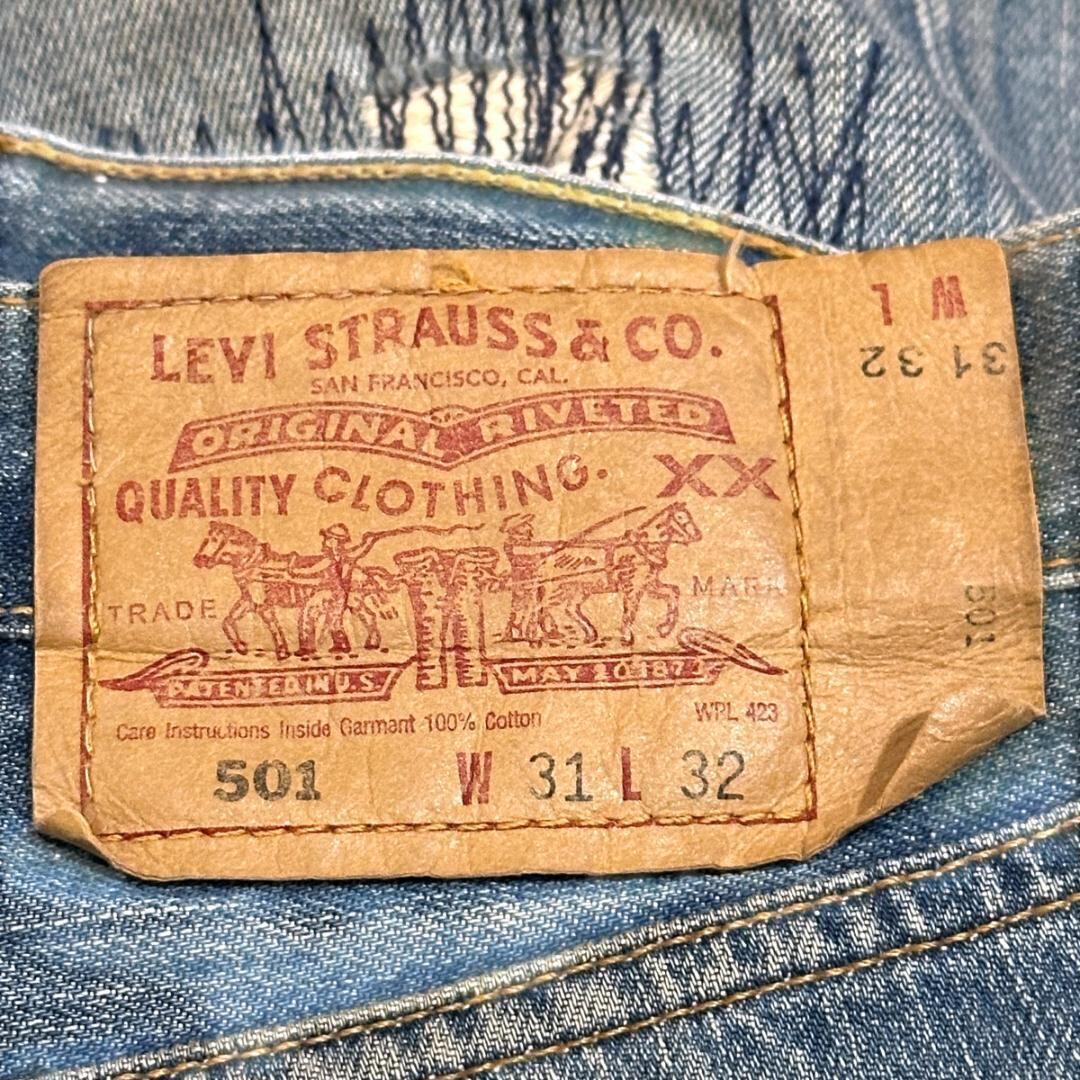 LEVI STRAUSS & CO.
SAN FRANCISCO, CAL.
ORIGINAL RIVETED
QUALITY CLOTHING. XX
TRADE MARK
PATENTED IN U.S. MAY 20 1873
Care Instructions Inside Garment 100% Cotton
WPL 423
501 W 31 L 32
W L
31 32
501